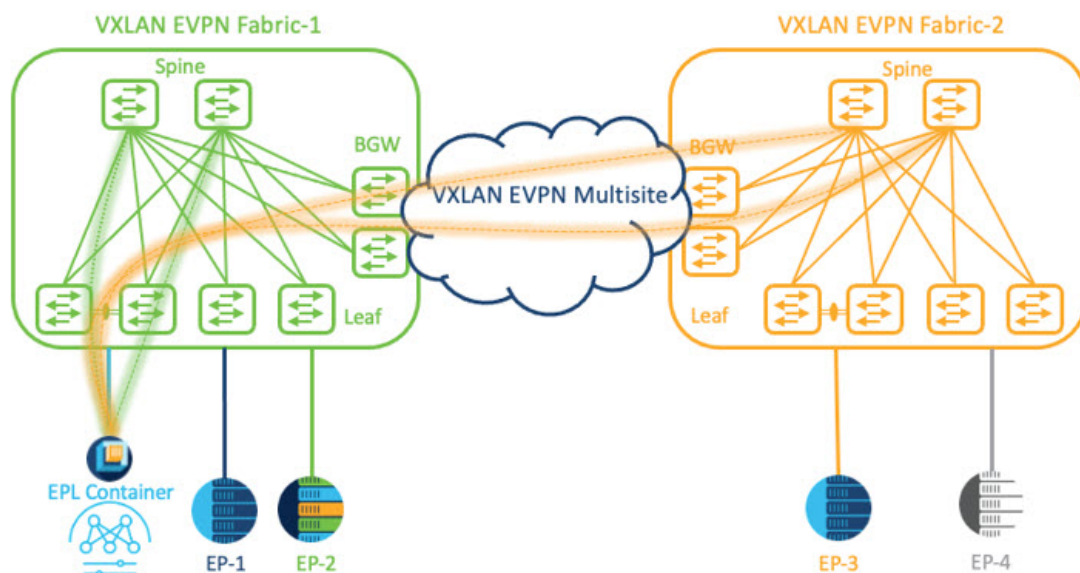 VXLAN EVPN Fabric-1
VXLAN EVPN Fabric-2
Spine
Spine
BGW
BGW
VXLAN EVPN Multisite
Leaf
Leaf
EPL Container
EP-1
EP-2
EP-3
EP-4